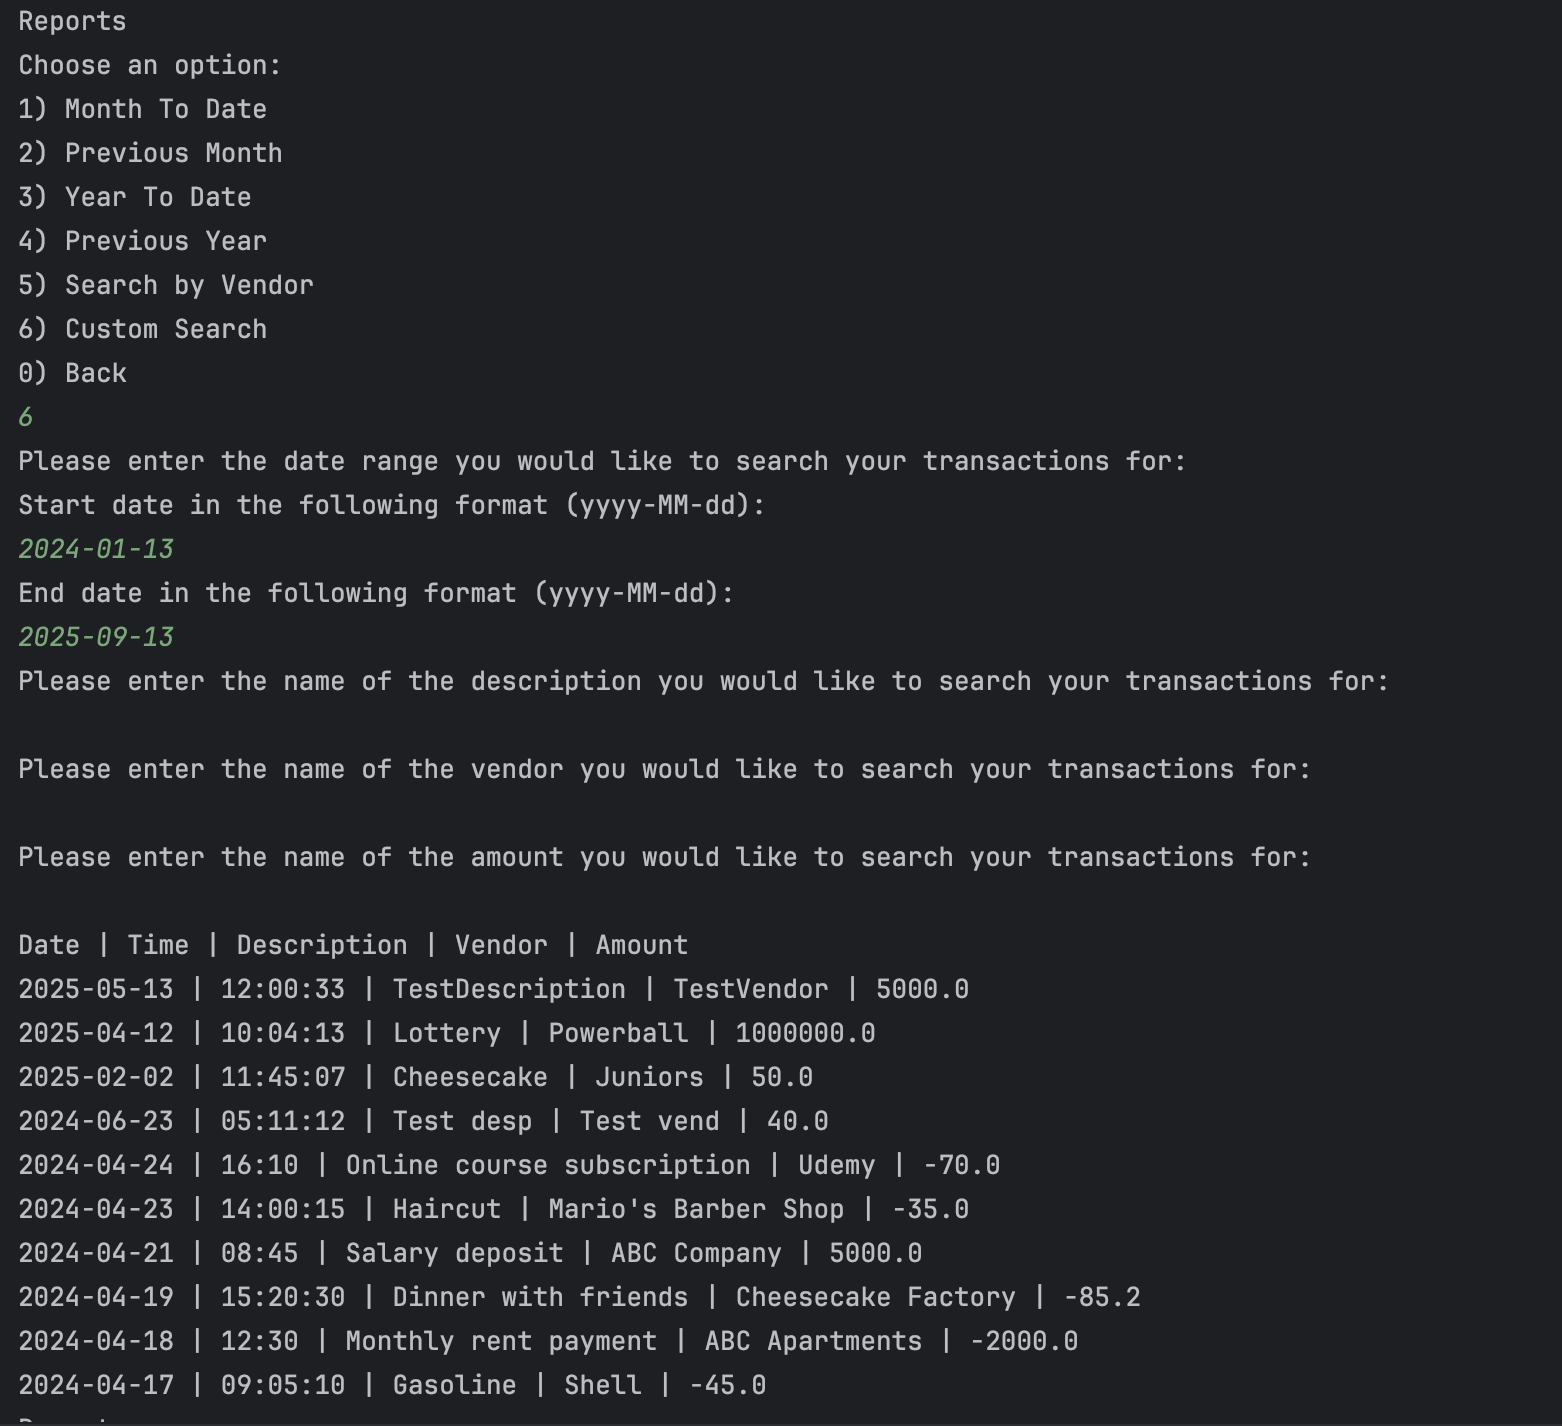 Reports
Choose an option:
1) Month To Date
2) Previous Month
3) Year To Date
4) Previous Year
5) Search by Vendor
6) Custom Search
0) Back
6
Please enter the date range you would like to search your transactions for:
Start date in the following format (yyyy-MM-dd):
2024-01-13
End date in the following format (yyyy-MM-dd):
2025-09-13
Please enter the name of the description you would like to search your transactions for:
Please enter the name of the vendor you would like to search your transactions for:
Please enter the name of the amount you would like to search your transactions for:
Date | Time | Description | Vendor | Amount
2025-05-13 | 12:00:33 | TestDescription | TestVendor | 5000.0
2025-04-12 | 10:04:13 | Lottery | Powerball | 1000000.0
2025-02-02 | 11:45:07 | Cheesecake | Juniors | 50.0
2024-06-23 | 05:11:12 | Test desp | Test vend | 40.0
2024-04-24 | 16:10 | Online course subscription | Udemy | -70.0
2024-04-23 | 14:00:15 | Haircut | Mario's Barber Shop | -35.0
2024-04-21 | 08:45 | Salary deposit | ABC Company | 5000.0
2024-04-19 | 15:20:30 | Dinner with friends | Cheesecake Factory | -85.2
2024-04-18 | 12:30 | Monthly rent payment | ABC Apartments | -2000.0
2024-04-17 | 09:05:10 | Gasoline | Shell | -45.0